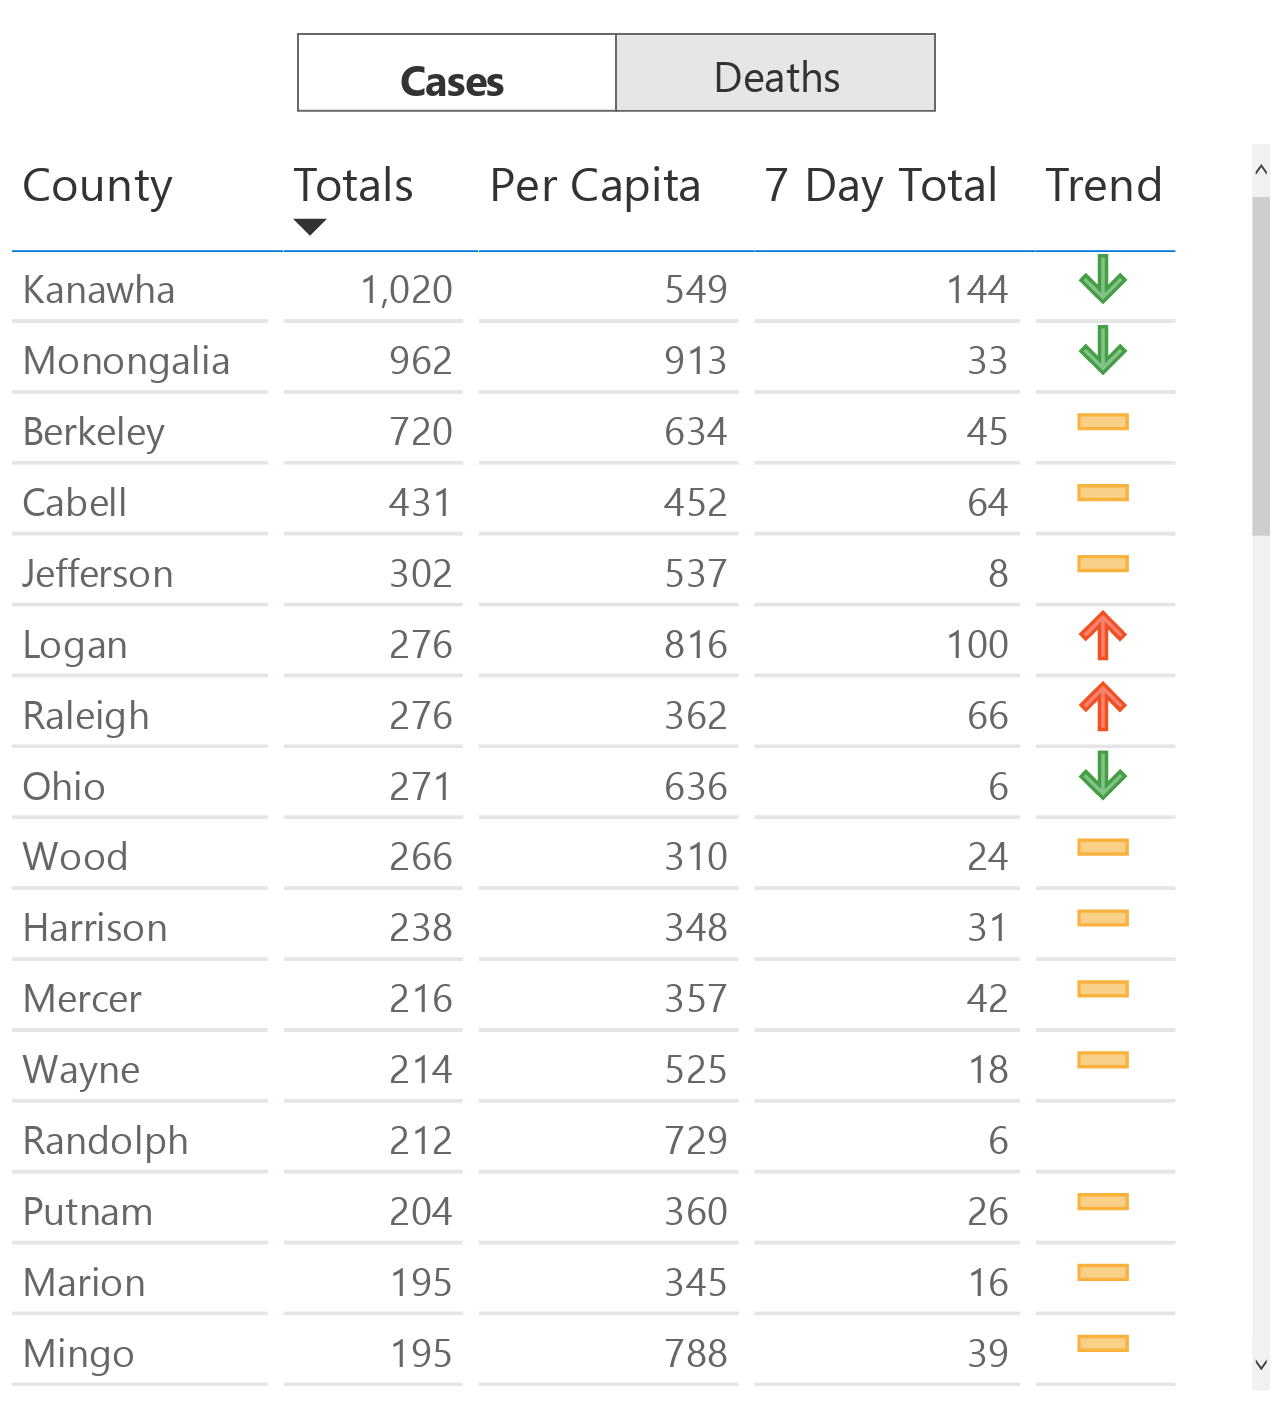 Cases Deaths
County Totals Per Capita 7 Day Total Trend
Kanawha 1,020 549 144
Monongalia 962 913 33
Berkeley 720 634 45
Cabell 431 452 64
Jefferson 302 537 8
Logan 276 816 100
Raleigh 276 362 66
Ohio 271 636 6
Wood 266 310 24
Harrison 238 348 31
Mercer 216 357 42
Wayne 214 525 18
Randolph 212 729 6
Putnam 204 360 26
Marion 195 345 16
Mingo 195 788 39